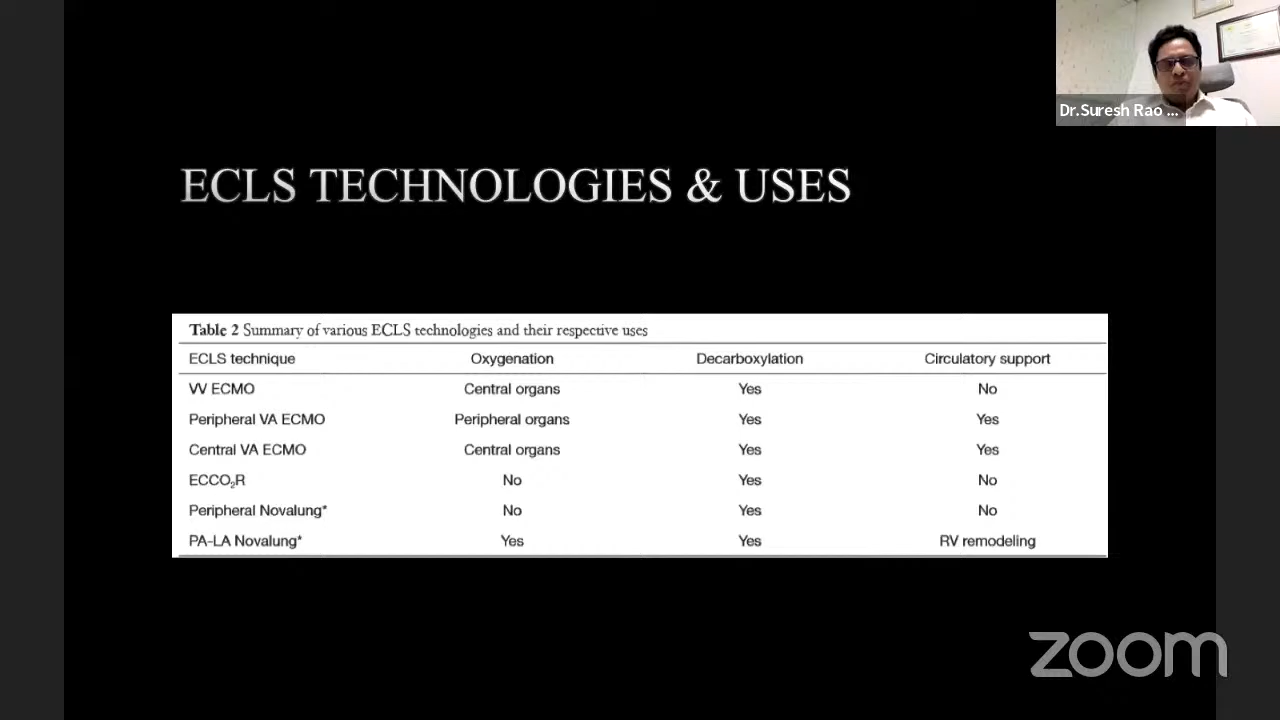 Dr.Suresh Rao ...
ECLS TECHNOLOGIES & USES
Table 2 Summary of various ECLS technologies and their respective uses
ECLS technique Oxygenation Decarboxylation Circulatory support
VV ECMO Central organs Yes No
Peripheral VA ECMO Peripheral organs Yes Yes
Central VA ECMO Central organs Yes Yes
ECCO₂R No Yes No
Peripheral Novalung* No Yes No
PA-LA Novalung* Yes Yes RV remodeling
zoom